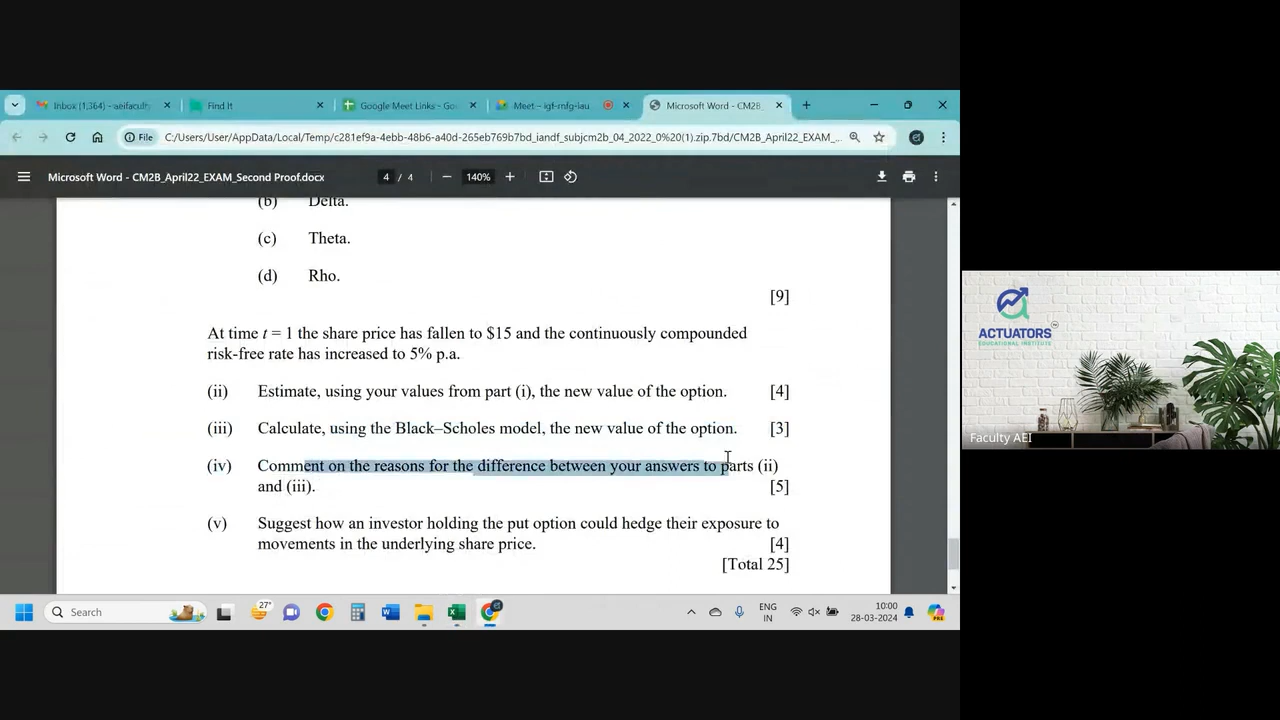 Inbox (1,364) - aeifacult
Find It
Google Meet Links - Go
Meet – igf-rnfg-lau
Microsoft Word - CM2B_
File
C:/Users/User/AppData/Local/Temp/c281ef9a-4ebb-48b6-a40d-265eb769b7bd_iandf_subjcm2b_04_2022_0%20(1).zip.7bd/CM2B_April22_EXAM_...
Microsoft Word - CM2B_April22_EXAM_Second Proof.docx
4 / 4
140%
(b) Delta.
(c) Theta.
(d) Rho.
[9]
At time t = 1 the share price has fallen to $15 and the continuously compounded
risk-free rate has increased to 5% p.a.
(ii) Estimate, using your values from part (i), the new value of the option. [4]
(iii) Calculate, using the Black–Scholes model, the new value of the option. [3]
(iv) Comment on the reasons for the difference between your answers to parts (ii)
and (iii). [5]
(v) Suggest how an investor holding the put option could hedge their exposure to
movements in the underlying share price. [4]
[Total 25]
ACTUATORS
EDUCATIONAL INSTITUTE
Faculty AEI
Search
27°
ENG
IN
10:00
28-03-2024